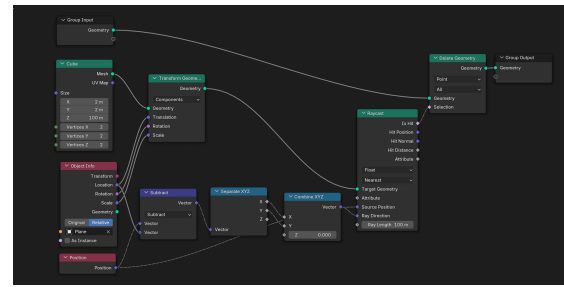 Group Input
Geometry
Cube
Mesh
UV Map
Size
X 2 m
Y 2 m
Z 100 m
Vertices X 2
Vertices Y 2
Vertices Z 2
Transform Geome...
Geometry
Components
Geometry
Translation
Rotation
Scale
Object Info
Transform
Location
Rotation
Scale
Geometry
Original Relative
Plane
As Instance
Position
Position
Subtract
Vector
Subtract
Vector
Vector
Separate XYZ
X
Y
Z
Vector
Combine XYZ
Vector
X
Y
Z 0.000
Raycast
Is Hit
Hit Position
Hit Normal
Hit Distance
Attribute
Float
Nearest
Target Geometry
Attribute
Source Position
Ray Direction
Ray Length 100 m
Delete Geometry
Geometry
Point
All
Geometry
Selection
Group Output
Geometry